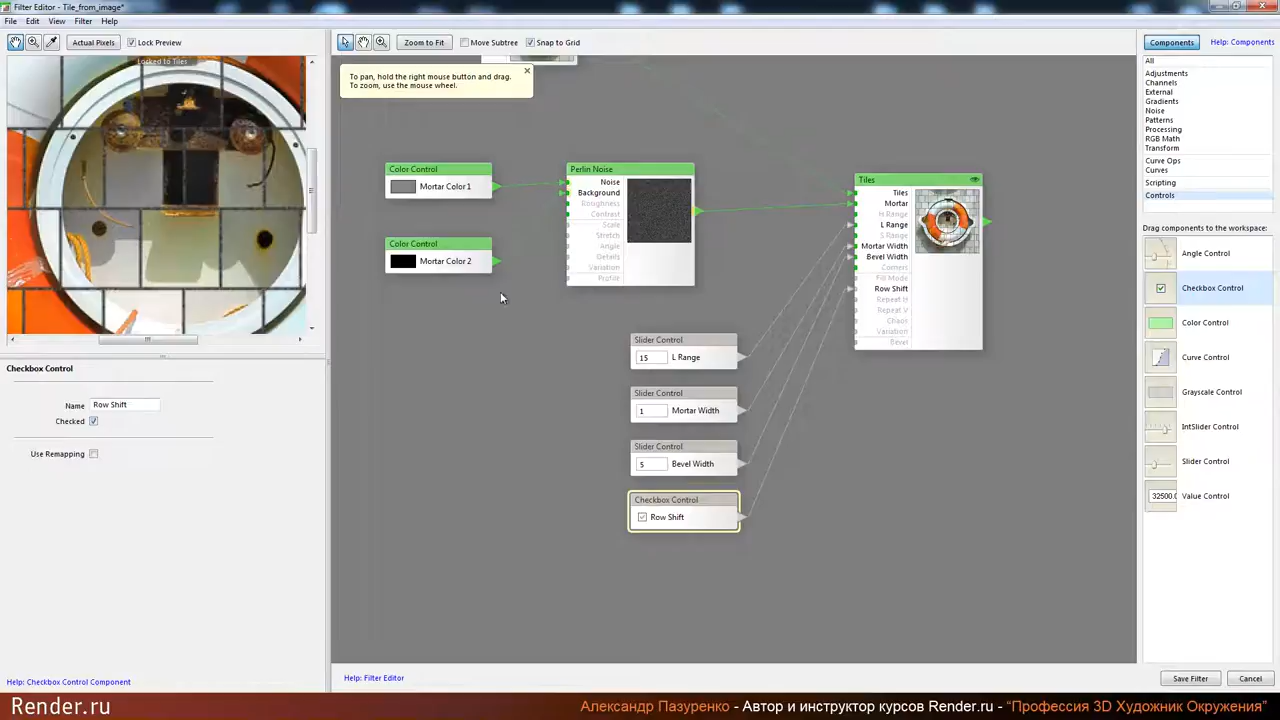 Filter Editor - Tile_from_image*
File Edit View Filter Help
Actual Pixels Lock Preview
Zoom to Fit Move Subtree Snap to Grid
Components Help: Components
Locked to Tiles
To pan, hold the right mouse button and drag.
To zoom, use the mouse wheel.
All
Adjustments
Channels
External
Gradients
Noise
Patterns
Processing
RGB Math
Transform
Curve Ops
Curves
Scripting
Controls
Drag components to the workspace:
Angle Control
Checkbox Control
Color Control
Curve Control
Grayscale Control
IntSlider Control
Slider Control
32500.0 Value Control
Color Control
Mortar Color 1
Color Control
Mortar Color 2
Perlin Noise
Noise
Background
Roughness
Contrast
Scale
Stretch
Angle
Details
Variation
Profile
Tiles
Tiles
Mortar
H Range
L Range
S Range
Mortar Width
Bevel Width
Corners
Fill Mode
Row Shift
Repeat H
Repeat V
Chaos
Variation
Bevel
Slider Control
15 L Range
Slider Control
1 Mortar Width
Slider Control
5 Bevel Width
Checkbox Control
Row Shift
Checkbox Control
Name Row Shift
Checked
Use Remapping
Help: Checkbox Control Component
Help: Filter Editor
Save Filter Cancel
Render.ru
Александр Пазуренко - Автор и инструктор курсов Render.ru - “Профессия 3D Художник Окружения”